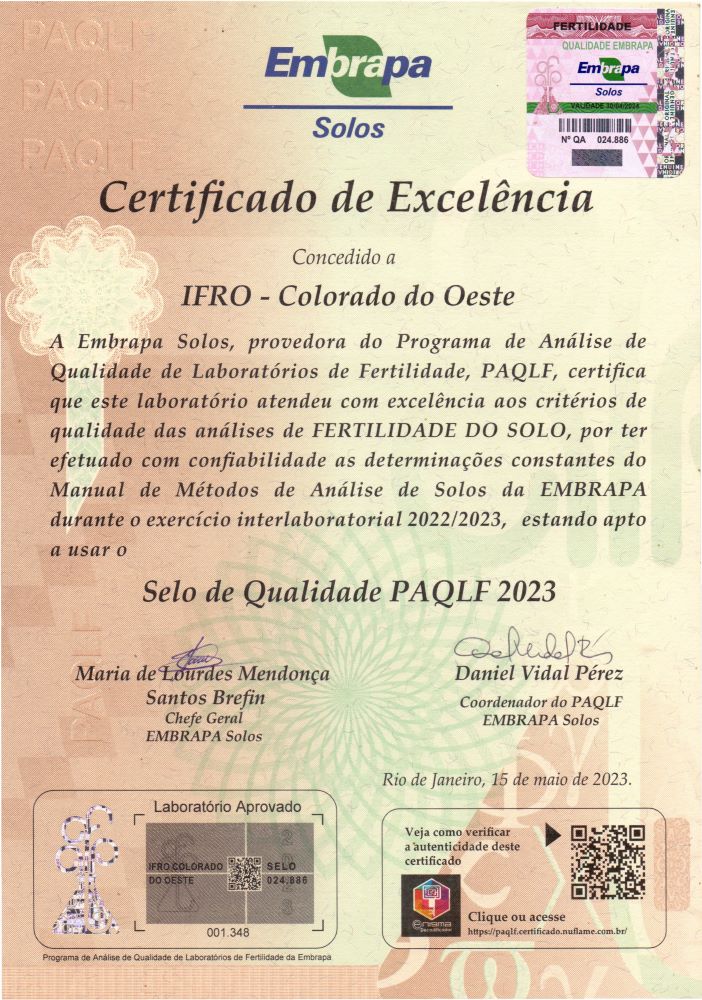 PAQLF
PAQLF
PAQLF
Embrapa
Solos
FERTILIDADE
QUALIDADE EMBRAPA
Embrapa
Solos
VALIDADE 30/04/2024
Nº QA 024.886
Certificado de Excelência
Concedido a
IFRO - Colorado do Oeste
A Embrapa Solos, provedora do Programa de Análise de
Qualidade de Laboratórios de Fertilidade, PAQLF, certifica
que este laboratório atendeu com excelência aos critérios de
qualidade das análises de FERTILIDADE DO SOLO, por ter
efetuado com confiabilidade as determinações constantes do
Manual de Métodos de Análise de Solos da EMBRAPA
durante o exercício interlaboratorial 2022/2023, estando apto
a usar o
Selo de Qualidade PAQLF 2023
Maria de Lourdes Mendonça
Santos Brefin
Chefe Geral
EMBRAPA Solos
Daniel Vidal Pérez
Coordenador do PAQLF
EMBRAPA Solos
PAQLF
Rio de Janeiro, 15 de maio de 2023.
Laboratório Aprovado
IFRO COLORADO
DO OESTE
SELO
024.886
001.348
Programa de Análise de Qualidade de Laboratórios de Fertilidade da Embrapa
Veja como verificar
a autenticidade deste
certificado
Enigma
Decodificador
Clique ou acesse
https://paqlf.certificado.nuflame.com.br/